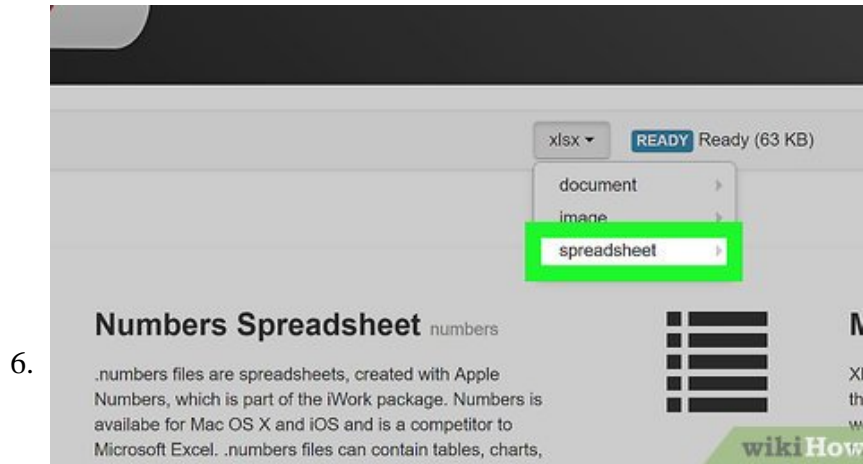 xlsx READY Ready (63 KB)
document
image
spreadsheet
Numbers Spreadsheet numbers
6.
.numbers files are spreadsheets, created with Apple
Numbers, which is part of the iWork package. Numbers is
availabe for Mac OS X and iOS and is a competitor to
Microsoft Excel. .numbers files can contain tables, charts,
wikiHow